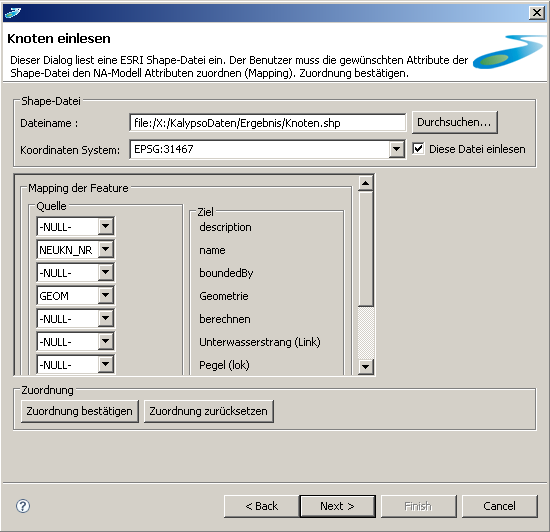 Knoten einlesen
Dieser Dialog liest eine ESRI Shape-Datei ein. Der Benutzer muss die gewünschten Attribute der
Shape-Datei den NA-Modell Attributen zuordnen (Mapping). Zuordnung bestätigen.
Shape-Datei
Dateiname :
file:/X:/KalypsoDaten/Ergebnis/Knoten.shp
Durchsuchen...
Koordinaten System:
EPSG:31467
Diese Datei einlesen
Mapping der Feature
Quelle
Ziel
-NULL-
description
NEUKN_NR
name
-NULL-
boundedBy
GEOM
Geometrie
-NULL-
berechnen
-NULL-
Unterwasserstrang (Link)
-NULL-
Pegel (lok)
Zuordnung
Zuordnung bestätigen
Zuordnung zurücksetzen
?
< Back
Next >
Finish
Cancel